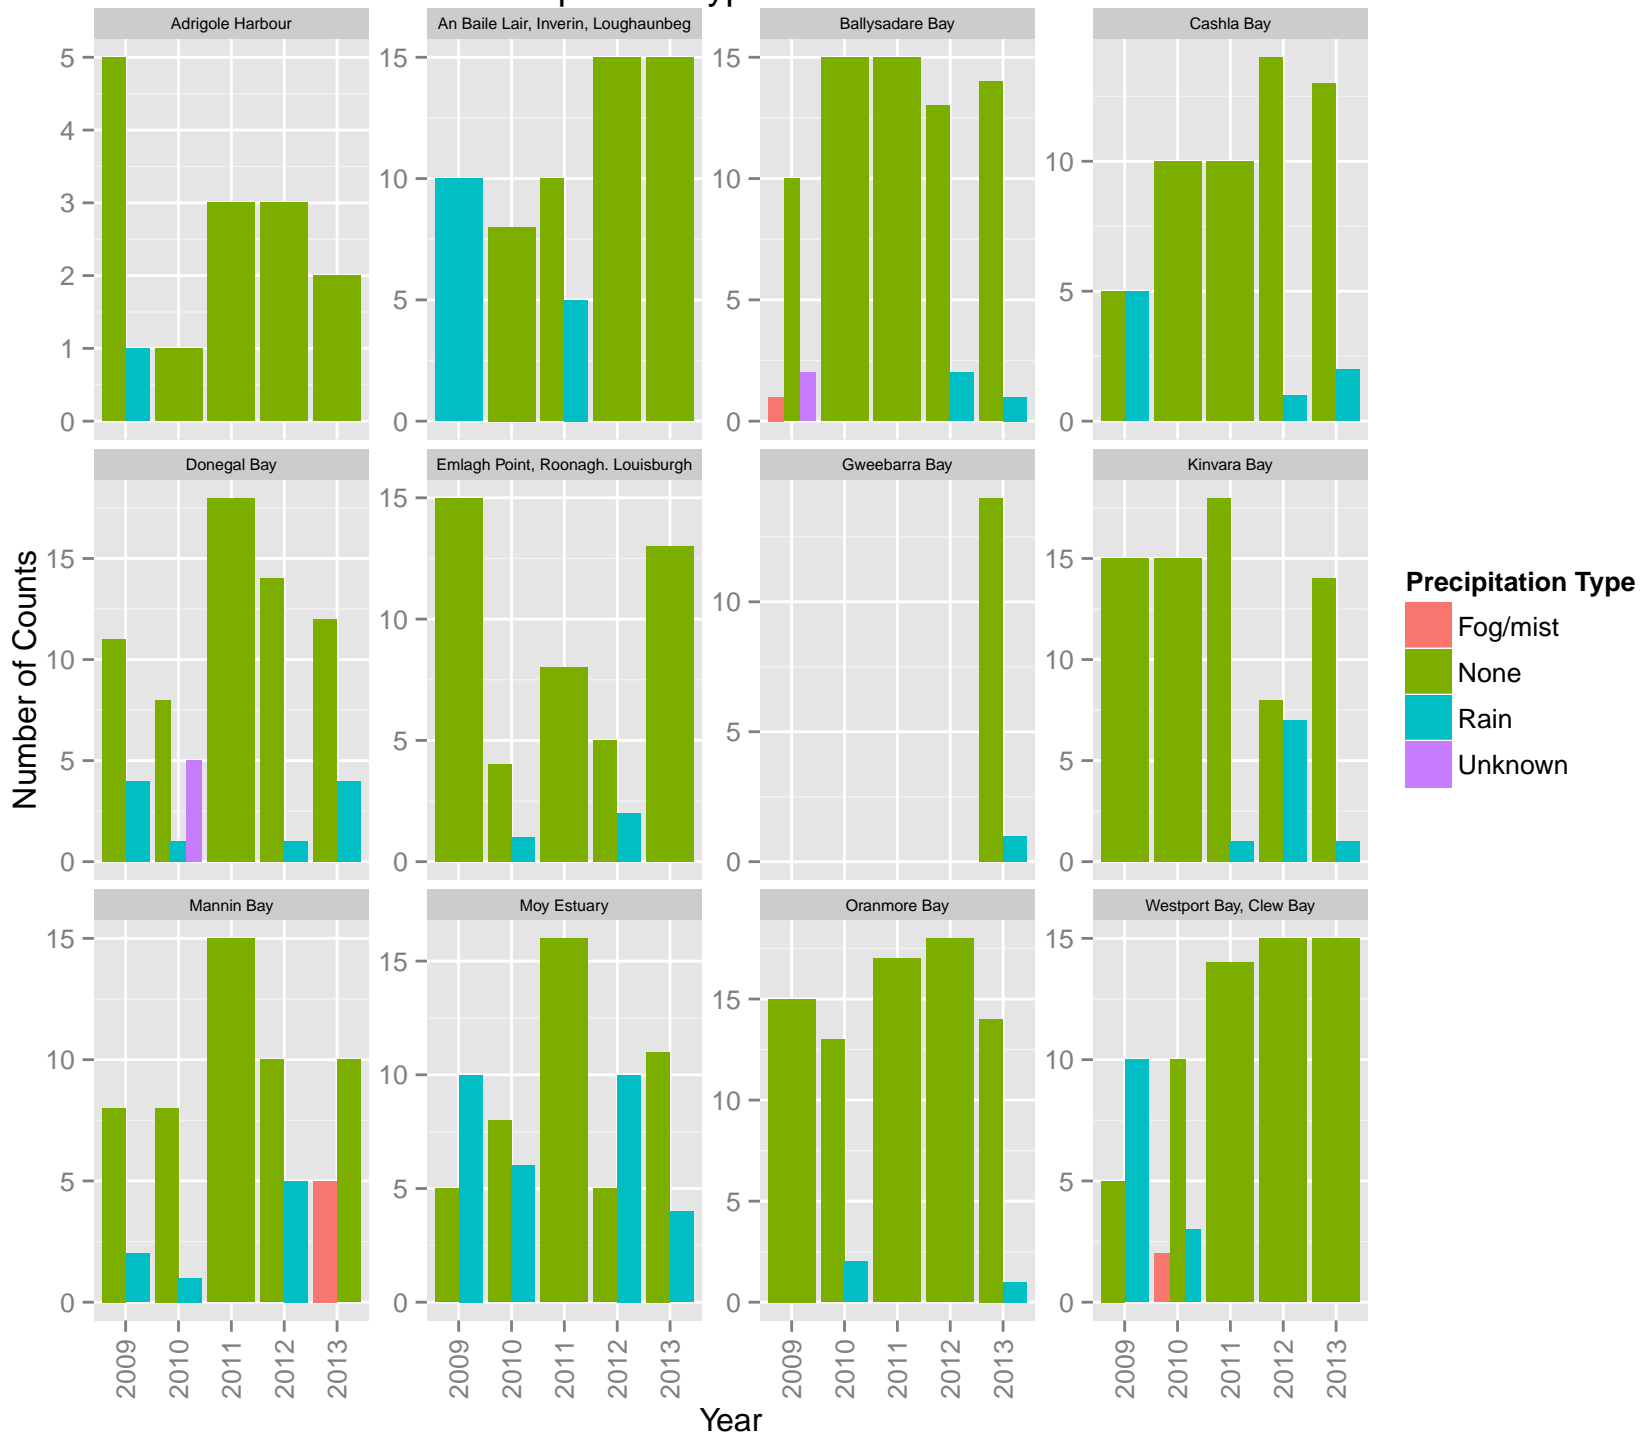 Adrigole Harbour
An Baile Lair, Inverin, Loughaunbeg
Ballysadare Bay
Cashla Bay
5
4
3
2
1
0
15
10
5
0
15
10
5
0
10
5
0
Donegal Bay
Emlagh Point, Roonagh. Louisburgh
Gweebarra Bay
Kinvara Bay
15
10
5
0
15
10
5
0
10
5
0
15
10
5
0
Mannin Bay
Moy Estuary
Oranmore Bay
Westport Bay, Clew Bay
15
10
5
0
15
10
5
0
15
10
5
0
15
10
5
0
2009 2010 2011 2012 2013
2009 2010 2011 2012 2013
2009 2010 2011 2012 2013
2009 2010 2011 2012 2013
Year
Number of Counts
Precipitation Type
Fog/mist
None
Rain
Unknown